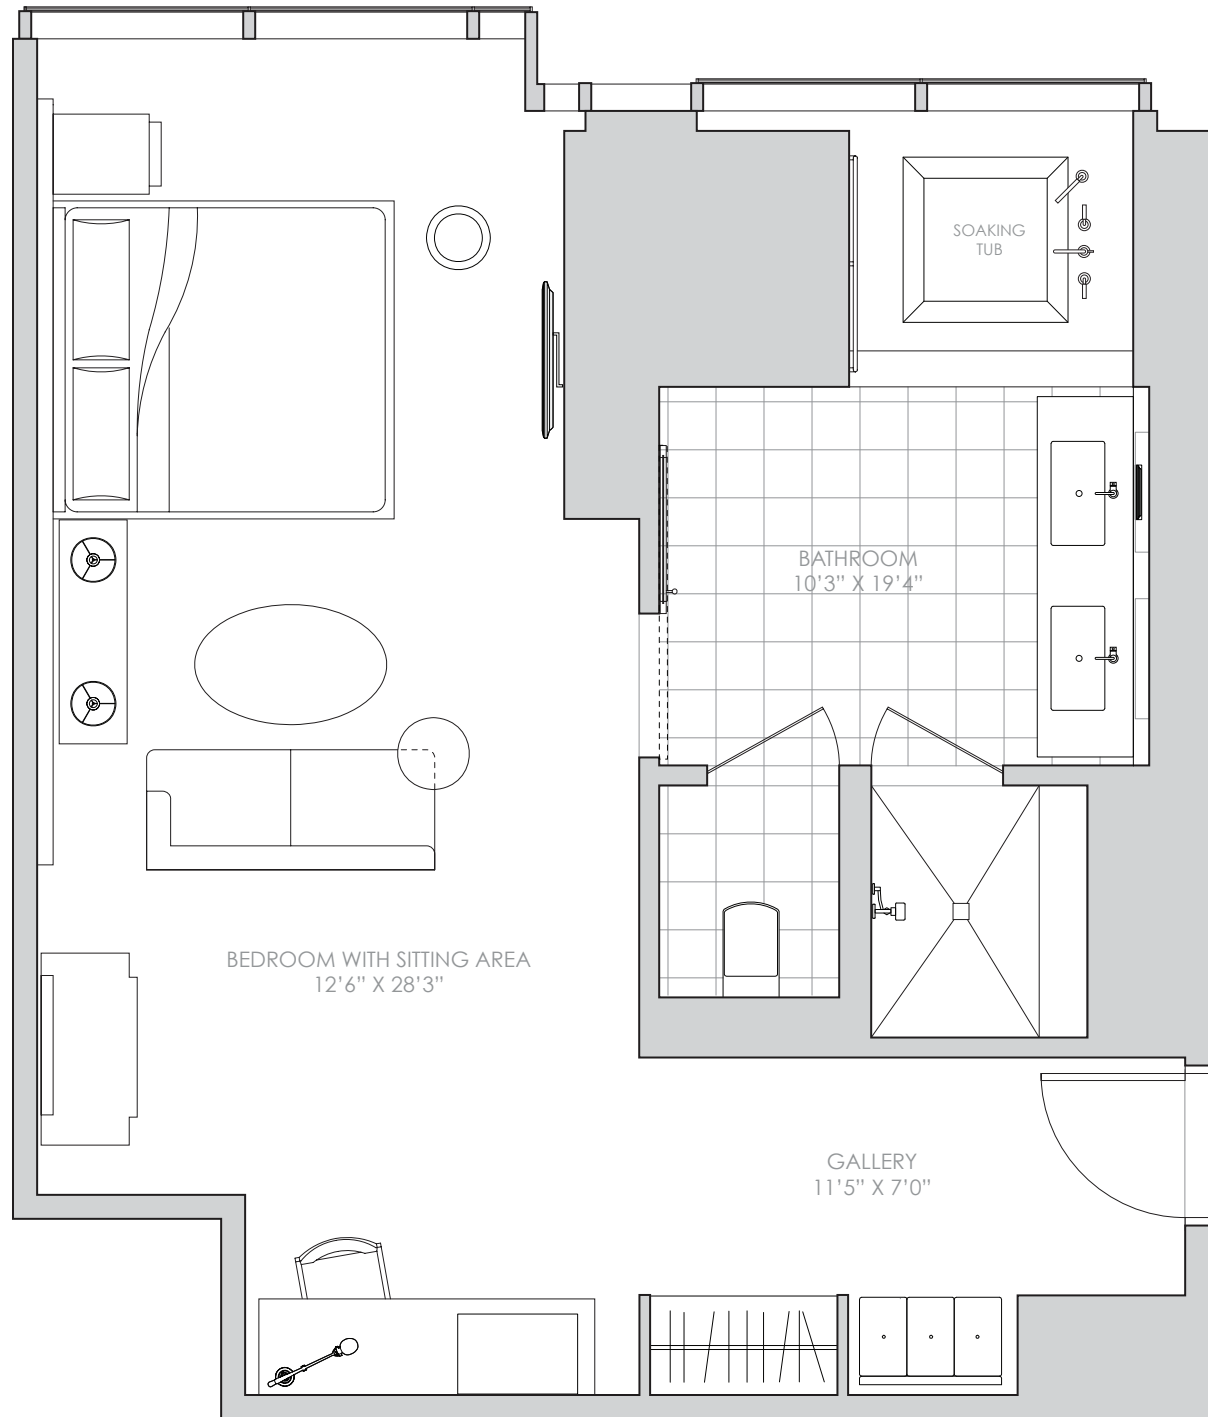 SOAKING
TUB
BATHROOM
10’3” X 19’4”
BEDROOM WITH SITTING AREA
12’6” X 28’3”
GALLERY
11’5” X 7’0”